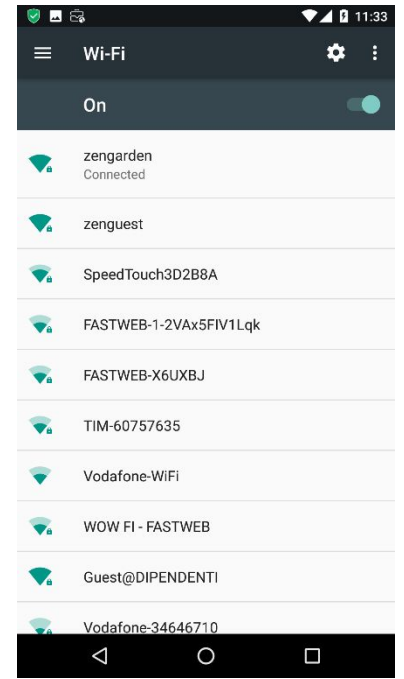 11:33
Wi-Fi
On
zengarden
Connected
zenguest
SpeedTouch3D2B8A
FASTWEB-1-2VAx5FIV1Lqk
FASTWEB-X6UXBJ
TIM-60757635
Vodafone-WiFi
WOW FI - FASTWEB
Guest@DIPENDENTI
Vodafone-34646710